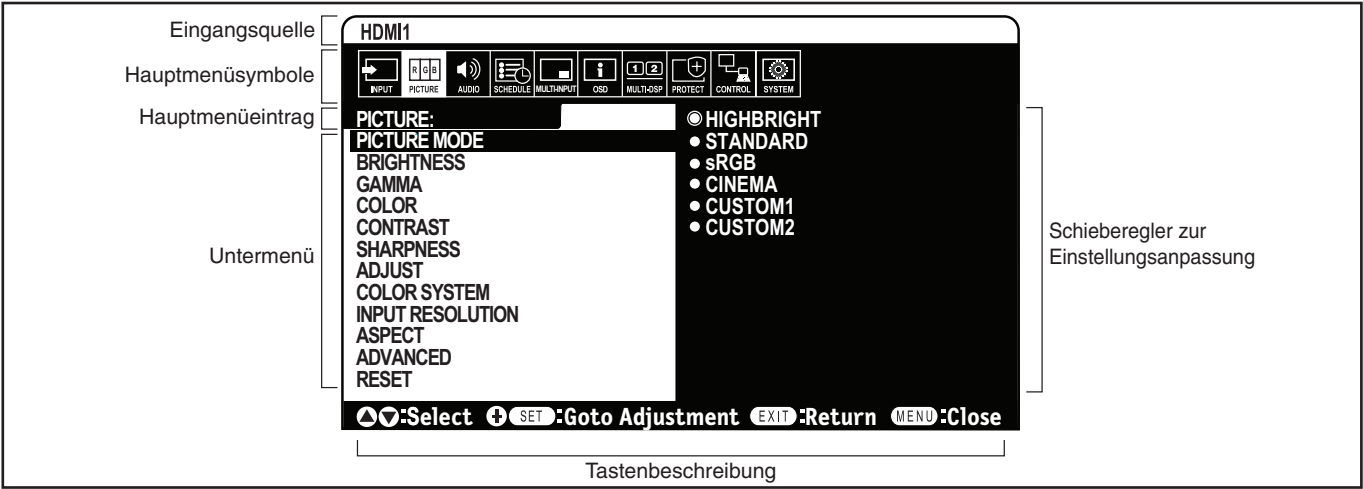 Eingangsquelle
HDMI1
Hauptmenüsymbole
INPUT
R G B
PICTURE
AUDIO
SCHEDULE
MULTI-INPUT
OSD
1 2
MULTI-DSP
PROTECT
CONTROL
SYSTEM
Hauptmenüeintrag
PICTURE:
Untermenü
PICTURE MODE
BRIGHTNESS
GAMMA
COLOR
CONTRAST
SHARPNESS
ADJUST
COLOR SYSTEM
INPUT RESOLUTION
ASPECT
ADVANCED
RESET
HIGHBRIGHT
STANDARD
sRGB
CINEMA
CUSTOM1
CUSTOM2
Schieberegler zur
Einstellungsanpassung
:Select SET :Goto Adjustment EXIT :Return MENU :Close
Tastenbeschreibung